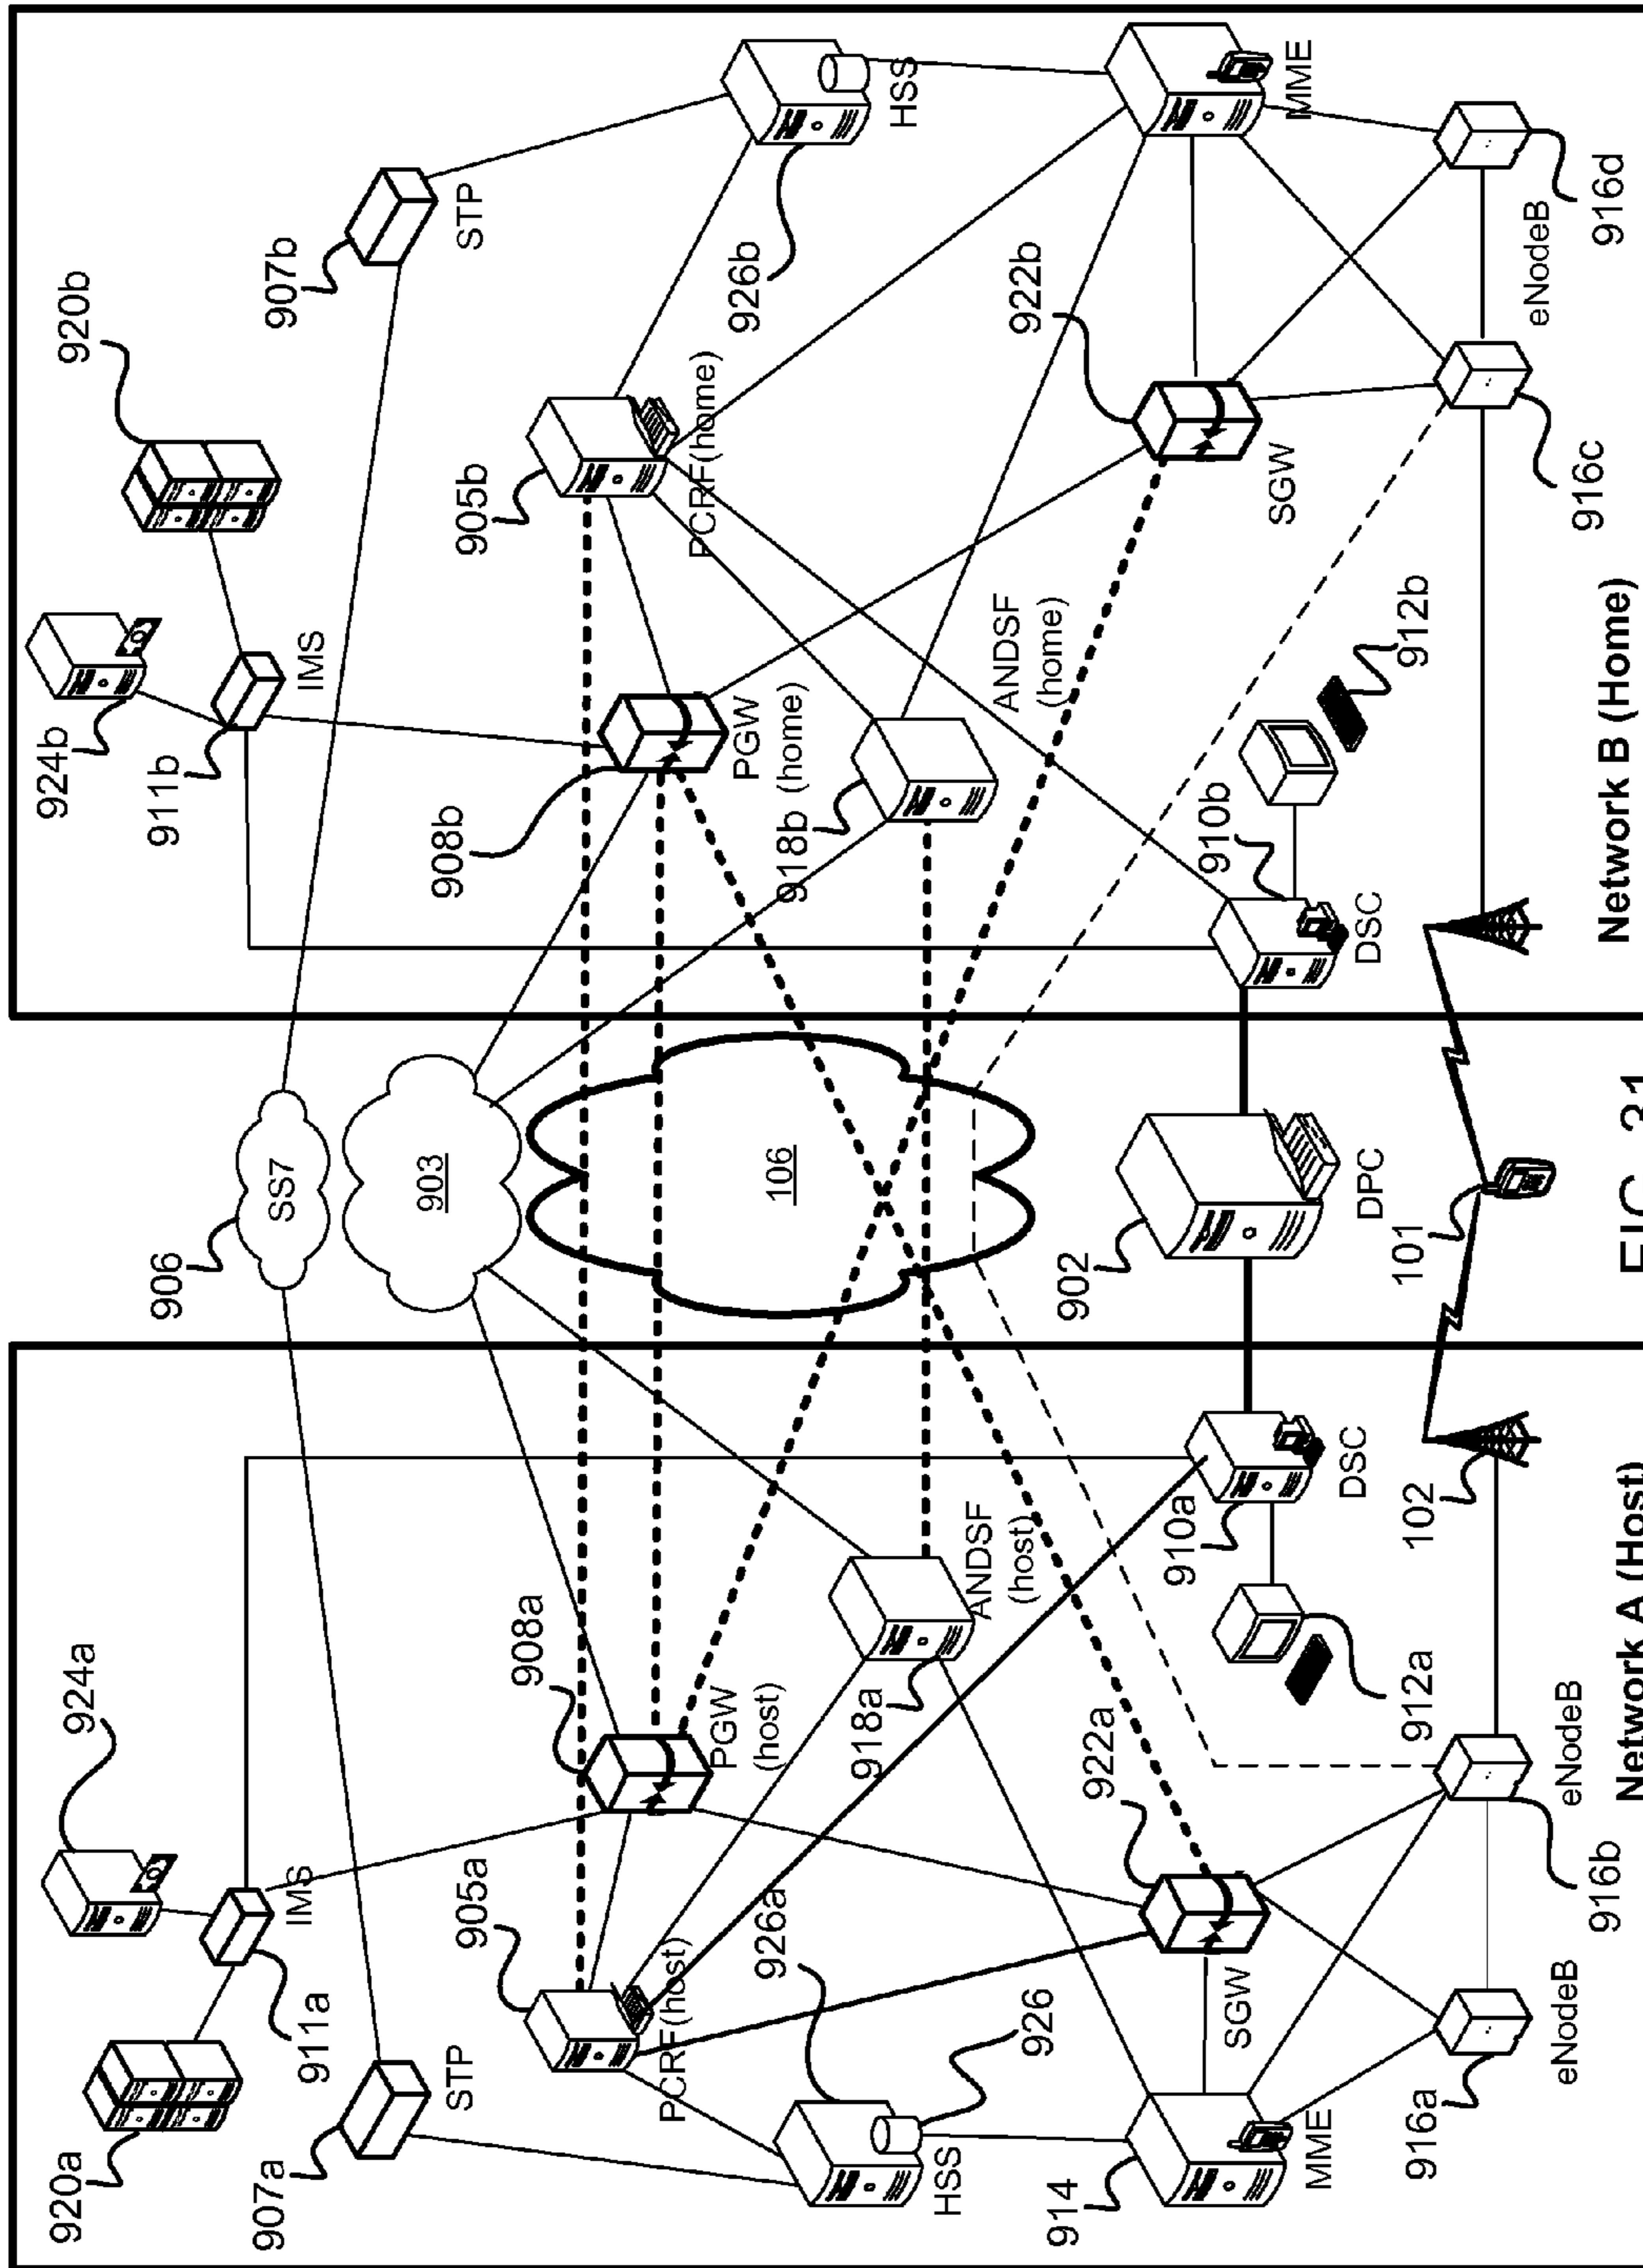 920a
924a
911a
IMS
907a
STP
905a
PCRF(host)
908a
PGW
(host)
926a
926
HSS
918a
ANDSF
(host)
914
MME
922a
SGW
910a
DSC
912a
102
916a
eNodeB
916b
eNodeB
Network A (Host)
906
SS7
903
106
902
DPC
101
FIG. 31
924b
920b
911b
IMS
907b
STP
905b
PCRF(home)
908b
PGW
(home)
926b
HSS
918b
ANDSF
(home)
922b
SGW
MME
910b
DSC
912b
916c
eNodeB
916d
Network B (Home)